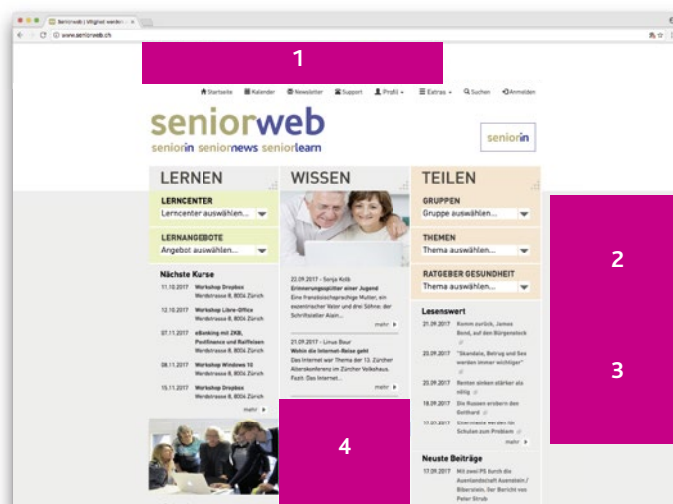 Seniorweb | Mitglied werden
www.seniorweb.ch
1
Startseite Kalender Newsletter Support Profil Extras Suchen Anmelden
seniorweb
seniorin seniornews seniorlearn
seniorin
LERNEN
LERNCENTER
Lerncenter auswählen...
LERNANGEBOTE
Angebot auswählen...
Nächste Kurse
11.10.2017 Workshop Dropbox
Werdstrasse 8, 8004 Zürich
12.10.2017 Workshop Libre-Office
Werdstrasse 8, 8004 Zürich
07.11.2017 eBanking mit ZKB,
Postfinance und Raiffeisen
Werdstrasse 8, 8004 Zürich
08.11.2017 Workshop Windows 10
Werdstrasse 8, 8004 Zürich
15.11.2017 Workshop Dropbox
Werdstrasse 8, 8004 Zürich
mehr
WISSEN
22.09.2017 - Sonja Kolb
Erinnerungssplitter einer Jugend
Eine französischsprachige Mutter, ein
exzentrischer Vater und drei Söhne: der
Schriftsteller Alain...
mehr
21.09.2017 - Linus Baur
Wohin die Internet-Reise geht
Das Internet war Thema der 13. Zürcher
Alterskonferenz im Zürcher Volkshaus.
Fazit: Das Internet...
mehr
4
TEILEN
GRUPPEN
Gruppe auswählen...
THEMEN
Thema auswählen...
RATGEBER GESUNDHEIT
Thema auswählen...
Lesenswert
21.09.2017 Komm zurück, James
Bond, auf den Bürgenstock
20.09.2017 "Skandale, Betrug und Sex
werden immer wichtiger"
20.09.2017 Renten sinken stärker als
nötig
18.09.2017 Die Russen erobern den
Gotthard
Schulen zum Problem
mehr
Neuste Beiträge
17.09.2017 Mit zwei PS durch die
Auenlandschaft Auenstein /
Biberstein. Der Bericht von
Peter Strub
2
3